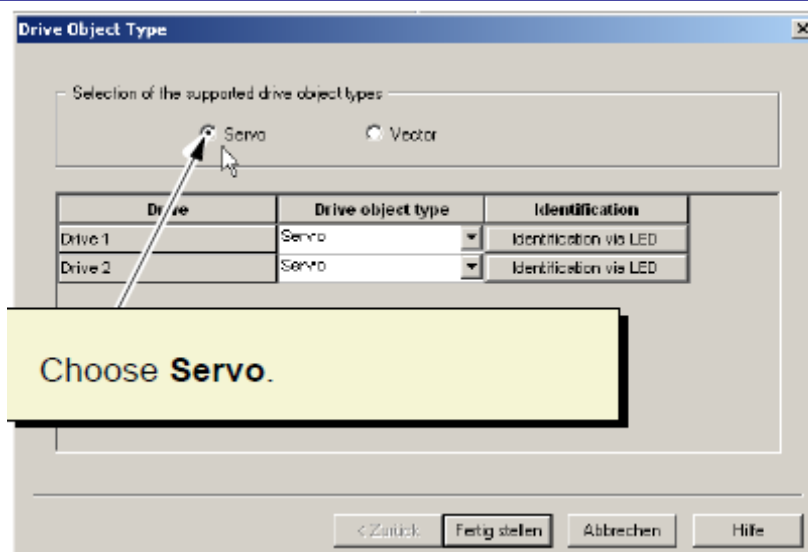 Drive Object Type
Selection of the supported drive object types
Servo Vector
Drive Drive object type Identification
Drive 1 Servo Identification via LED
Drive 2 Servo Identification via LED
Choose Servo.
< Zurück Fertig stellen Abbrechen Hilfe